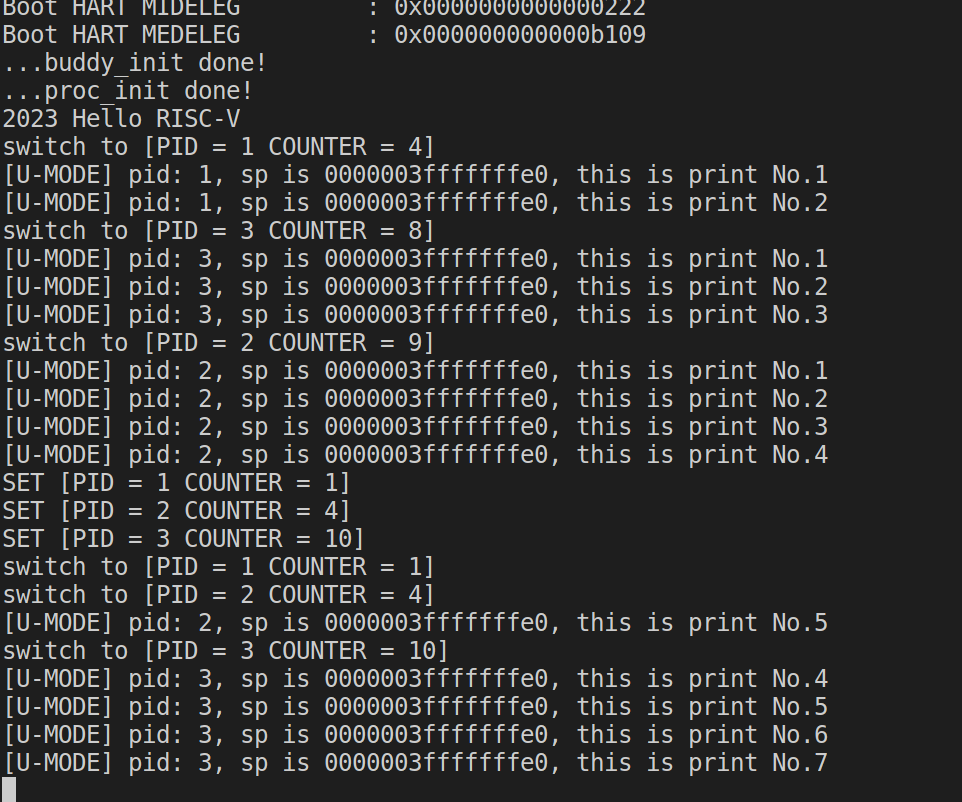 Boot HART MIDELEG         : 0x0000000000000222
Boot HART MEDELEG         : 0x000000000000b109
...buddy_init done!
...proc_init done!
2023 Hello RISC-V
switch to [PID = 1 COUNTER = 4]
[U-MODE] pid: 1, sp is 0000003fffffffe0, this is print No.1
[U-MODE] pid: 1, sp is 0000003fffffffe0, this is print No.2
switch to [PID = 3 COUNTER = 8]
[U-MODE] pid: 3, sp is 0000003fffffffe0, this is print No.1
[U-MODE] pid: 3, sp is 0000003fffffffe0, this is print No.2
[U-MODE] pid: 3, sp is 0000003fffffffe0, this is print No.3
switch to [PID = 2 COUNTER = 9]
[U-MODE] pid: 2, sp is 0000003fffffffe0, this is print No.1
[U-MODE] pid: 2, sp is 0000003fffffffe0, this is print No.2
[U-MODE] pid: 2, sp is 0000003fffffffe0, this is print No.3
[U-MODE] pid: 2, sp is 0000003fffffffe0, this is print No.4
SET [PID = 1 COUNTER = 1]
SET [PID = 2 COUNTER = 4]
SET [PID = 3 COUNTER = 10]
switch to [PID = 1 COUNTER = 1]
switch to [PID = 2 COUNTER = 4]
[U-MODE] pid: 2, sp is 0000003fffffffe0, this is print No.5
switch to [PID = 3 COUNTER = 10]
[U-MODE] pid: 3, sp is 0000003fffffffe0, this is print No.4
[U-MODE] pid: 3, sp is 0000003fffffffe0, this is print No.5
[U-MODE] pid: 3, sp is 0000003fffffffe0, this is print No.6
[U-MODE] pid: 3, sp is 0000003fffffffe0, this is print No.7